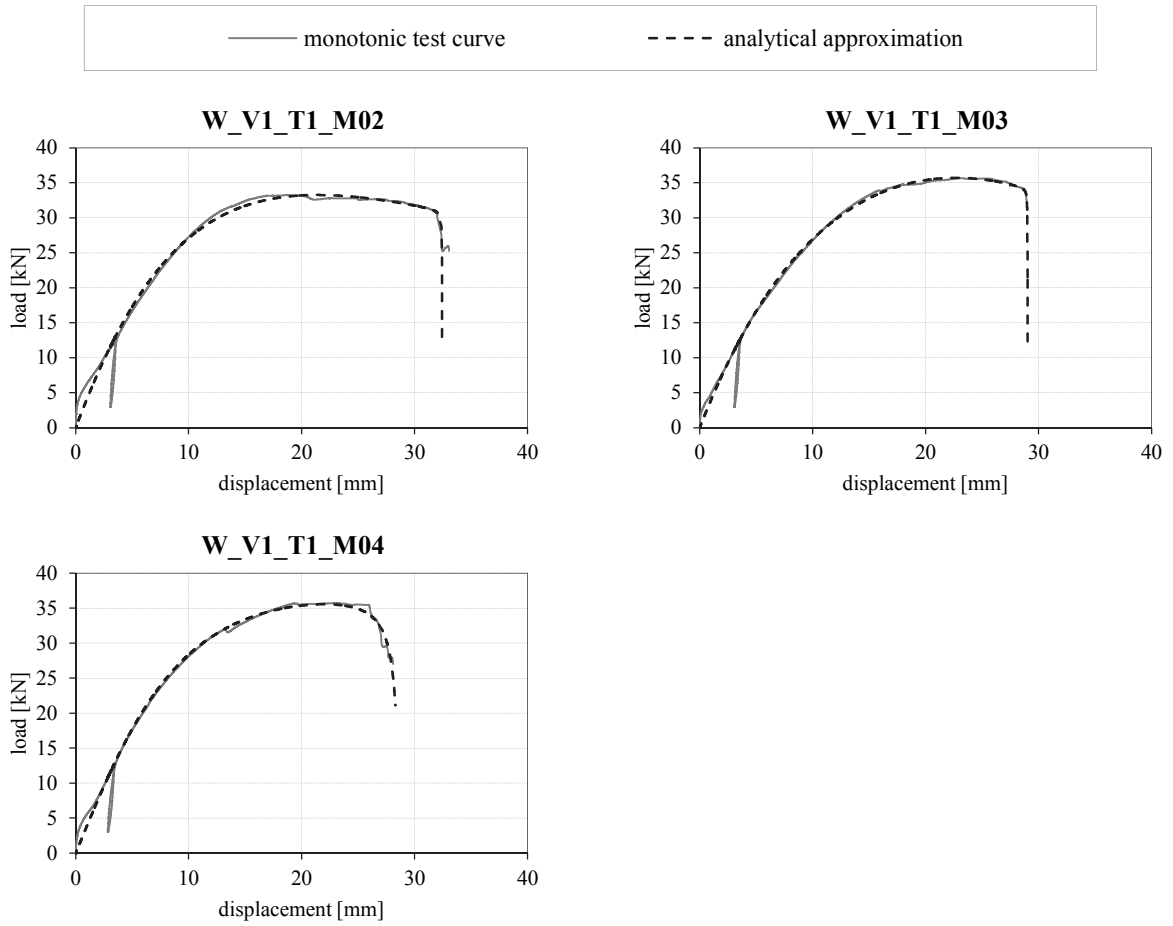 monotonic test curve analytical approximation
W_V1_T1_M02
40
35
30
25
20
15
10
5
0
load [kN]
0 10 20 30 40
displacement [mm]
W_V1_T1_M03
40
35
30
25
20
15
10
5
0
load [kN]
0 10 20 30 40
displacement [mm]
W_V1_T1_M04
40
35
30
25
20
15
10
5
0
load [kN]
0 10 20 30 40
displacement [mm]